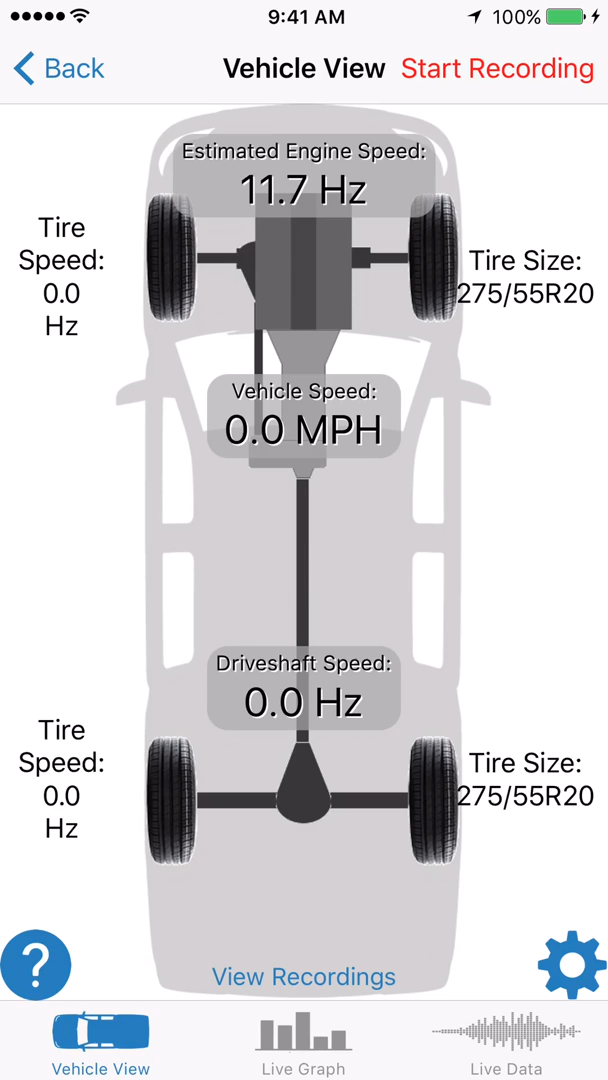 9:41 AM
100%
Back
Vehicle View
Start Recording
Estimated Engine Speed:
11.7 Hz
Tire
Speed:
0.0
Hz
Tire Size:
275/55R20
Vehicle Speed:
0.0 MPH
Driveshaft Speed:
0.0 Hz
Tire
Speed:
0.0
Hz
Tire Size:
275/55R20
?
View Recordings
Vehicle View
Live Graph
Live Data